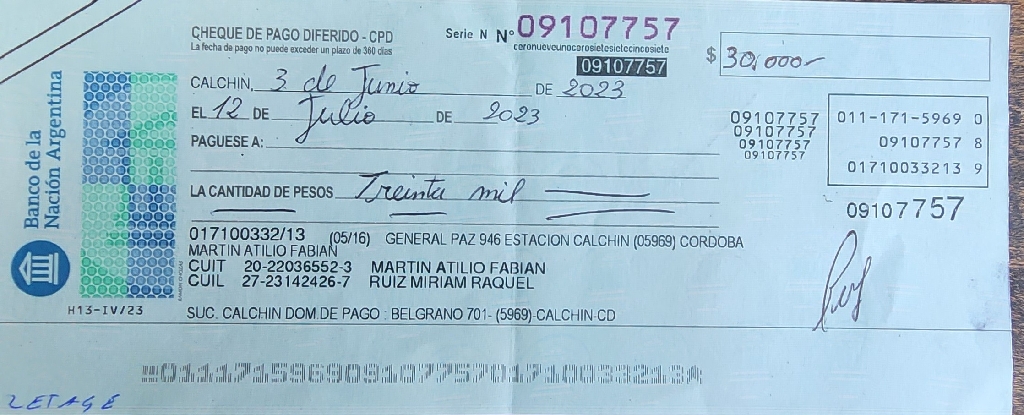 CHEQUE DE PAGO DIFERIDO - CPD
La fecha de pago no puede exceder un plazo de 360 días
Serie N Nº 09107757
ceronueveunocerosietesietecincosiete
09107757
$ 30.000-
CALCHIN, 3 de Junio DE 2023
EL 12 DE Julio DE 2023
PAGUESE A:
LA CANTIDAD DE PESOS Treinta mil
09107757
09107757
09107757
09107757
011-171-5969 0
09107757 8
01710033213 9
09107757
017100332/13 (05/16) GENERAL PAZ 946 ESTACION CALCHIN (05969) CORDOBA
MARTIN ATILIO FABIAN
CUIT 20-22036552-3 MARTIN ATILIO FABIAN
CUIL 27-23142426-7 RUIZ MIRIAM RAQUEL
SUC. CALCHIN DOM.DE PAGO : BELGRANO 701- (5969)-CALCHIN-CD
Banco de la
Nación Argentina
H13-IV/23